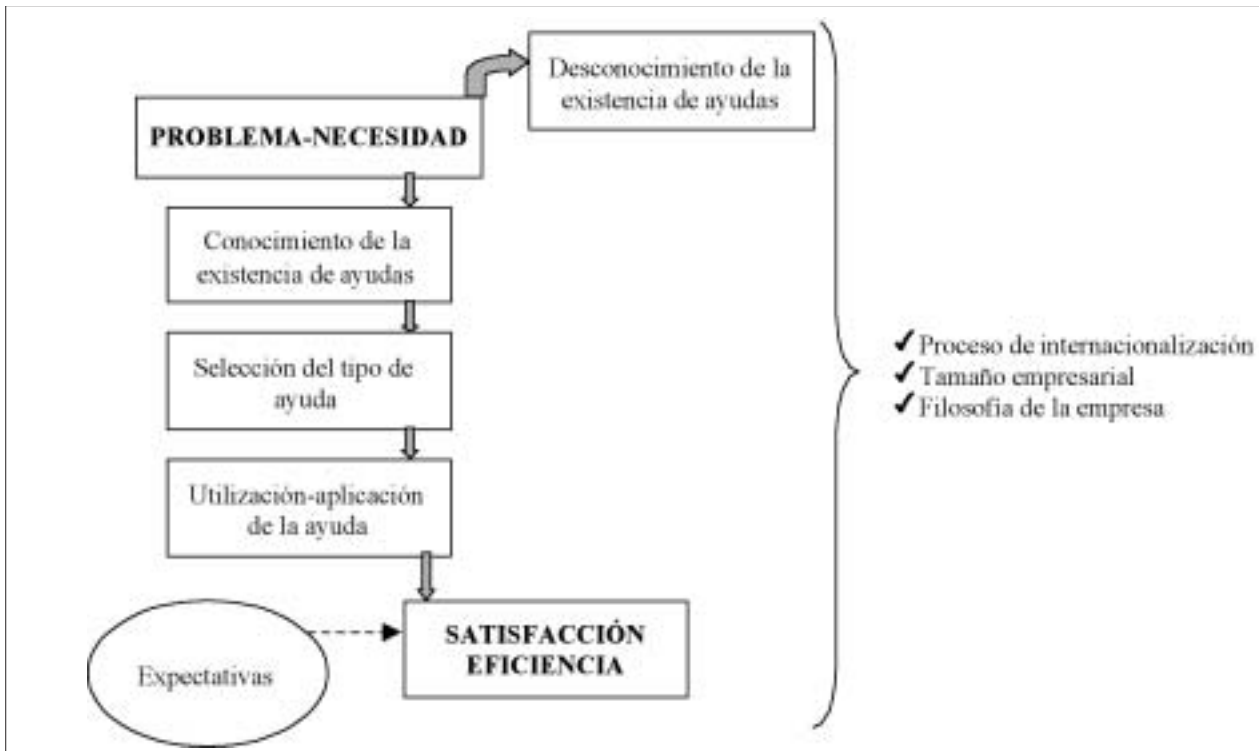 Desconocimiento de la
existencia de ayudas
PROBLEMA-NECESIDAD
Conocimiento de la
existencia de ayudas
Selección del tipo de
ayuda
Utilización-aplicación
de la ayuda
Expectativas
SATISFACCIÓN
EFICIENCIA
Proceso de internacionalización
Tamaño empresarial
Filosofia de la empresa